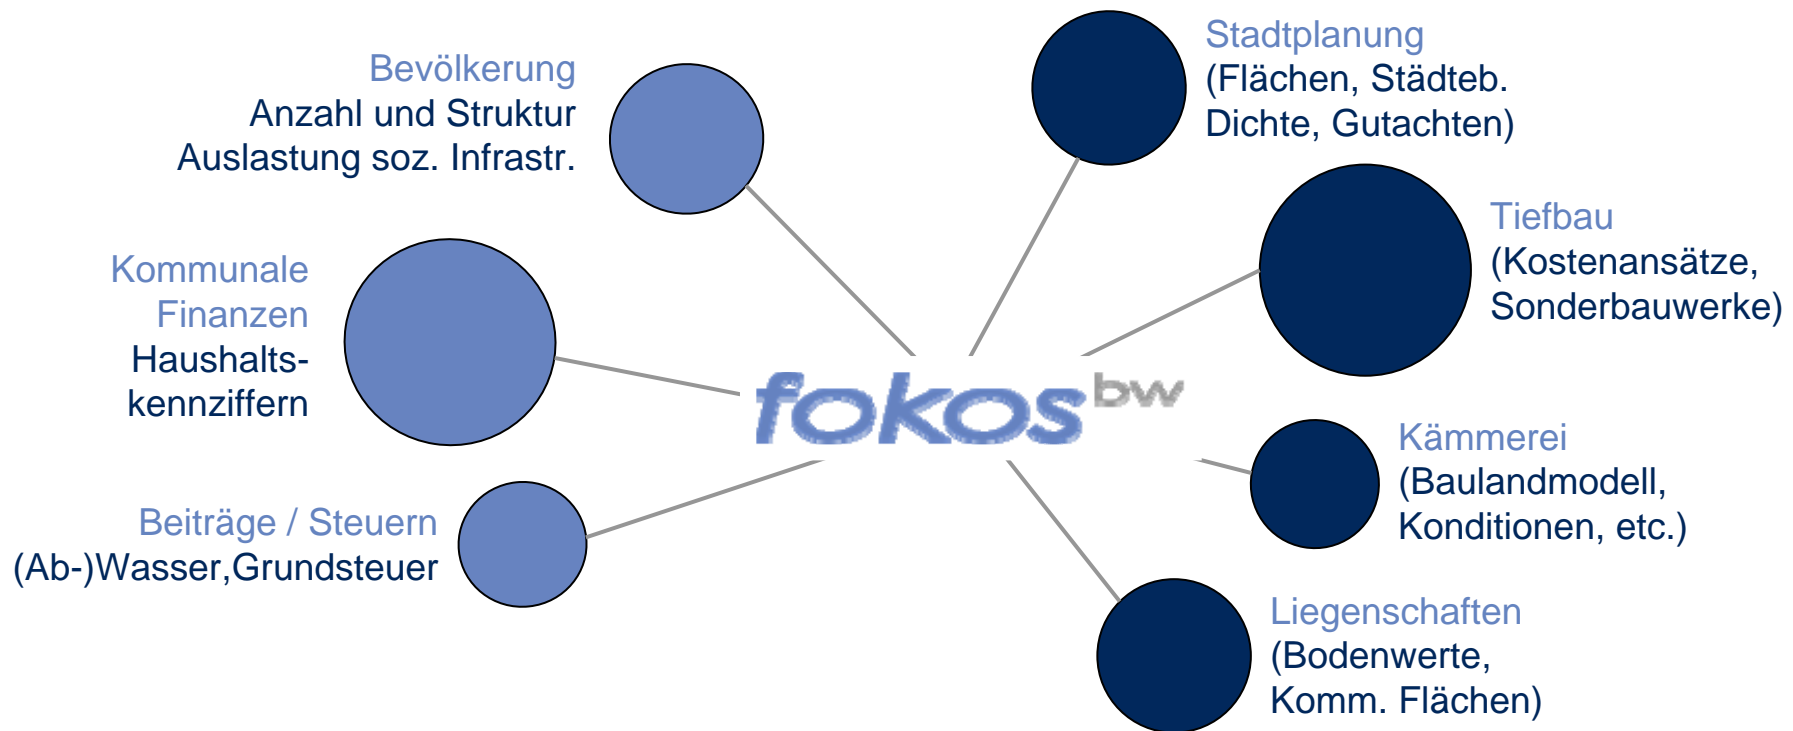 Bevölkerung
Anzahl und Struktur
Auslastung soz. Infrastr.
Kommunale
Finanzen
Haushalts-
kennziffern
Beiträge / Steuern
(Ab-)Wasser,Grundsteuer
fokos bw
Stadtplanung
(Flächen, Städteb.
Dichte, Gutachten)
Tiefbau
(Kostenansätze,
Sonderbauwerke)
Kämmerei
(Baulandmodell,
Konditionen, etc.)
Liegenschaften
(Bodenwerte,
Komm. Flächen)